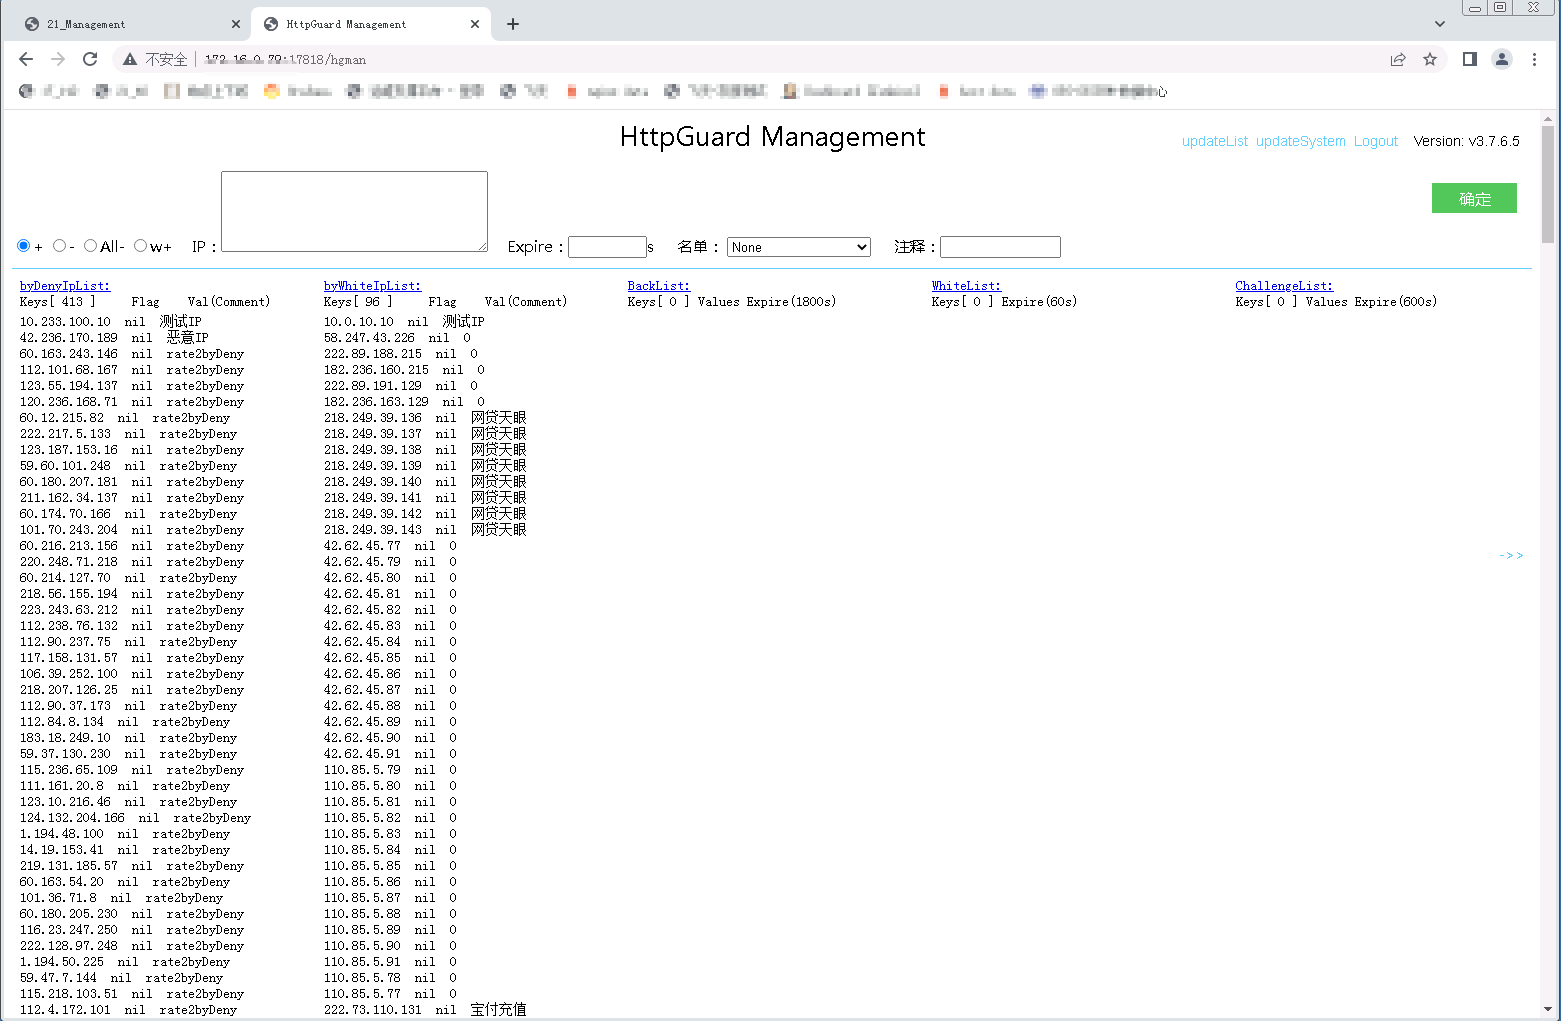 21_Management
HttpGuard Management
不安全
:17818/hgman
HttpGuard Management
updateList updateSystem Logout Version: v3.7.6.5
确定
+ - All- w+ IP： Expire：s 名单： None 注释：
byDenyIpList: byWhiteIpList: BackList: WhiteList: ChallengeList:
Keys[ 413 ] Flag Val(Comment) Keys[ 96 ] Flag Val(Comment) Keys[ 0 ] Values Expire(1800s) Keys[ 0 ] Expire(60s) Keys[ 0 ] Values Expire(600s)
10.233.100.10 nil 测试IP 10.0.10.10 nil 测试IP
42.236.170.189 nil 恶意IP 58.247.43.226 nil 0
60.163.243.146 nil rate2byDeny 222.89.188.215 nil 0
112.101.68.167 nil rate2byDeny 182.236.160.215 nil 0
123.55.194.137 nil rate2byDeny 222.89.191.129 nil 0
120.236.168.71 nil rate2byDeny 182.236.163.129 nil 0
60.12.215.82 nil rate2byDeny 218.249.39.136 nil 网贷天眼
222.217.5.133 nil rate2byDeny 218.249.39.137 nil 网贷天眼
123.187.153.16 nil rate2byDeny 218.249.39.138 nil 网贷天眼
59.60.101.248 nil rate2byDeny 218.249.39.139 nil 网贷天眼
60.180.207.181 nil rate2byDeny 218.249.39.140 nil 网贷天眼
211.162.34.137 nil rate2byDeny 218.249.39.141 nil 网贷天眼
60.174.70.166 nil rate2byDeny 218.249.39.142 nil 网贷天眼
101.70.243.204 nil rate2byDeny 218.249.39.143 nil 网贷天眼
60.216.213.156 nil rate2byDeny 42.62.45.77 nil 0
220.248.71.218 nil rate2byDeny 42.62.45.79 nil 0
->>
60.214.127.70 nil rate2byDeny 42.62.45.80 nil 0
218.56.155.194 nil rate2byDeny 42.62.45.81 nil 0
223.243.63.212 nil rate2byDeny 42.62.45.82 nil 0
112.238.76.132 nil rate2byDeny 42.62.45.83 nil 0
112.90.237.75 nil rate2byDeny 42.62.45.84 nil 0
117.158.131.57 nil rate2byDeny 42.62.45.85 nil 0
106.39.252.100 nil rate2byDeny 42.62.45.86 nil 0
218.207.126.25 nil rate2byDeny 42.62.45.87 nil 0
112.90.37.173 nil rate2byDeny 42.62.45.88 nil 0
112.84.8.134 nil rate2byDeny 42.62.45.89 nil 0
183.18.249.10 nil rate2byDeny 42.62.45.90 nil 0
59.37.130.230 nil rate2byDeny 42.62.45.91 nil 0
115.236.65.109 nil rate2byDeny 110.85.5.79 nil 0
111.161.20.8 nil rate2byDeny 110.85.5.80 nil 0
123.10.216.46 nil rate2byDeny 110.85.5.81 nil 0
124.132.204.166 nil rate2byDeny 110.85.5.82 nil 0
1.194.48.100 nil rate2byDeny 110.85.5.83 nil 0
14.19.153.41 nil rate2byDeny 110.85.5.84 nil 0
219.131.185.57 nil rate2byDeny 110.85.5.85 nil 0
60.163.54.20 nil rate2byDeny 110.85.5.86 nil 0
101.36.71.8 nil rate2byDeny 110.85.5.87 nil 0
60.180.205.230 nil rate2byDeny 110.85.5.88 nil 0
116.23.247.250 nil rate2byDeny 110.85.5.89 nil 0
222.128.97.248 nil rate2byDeny 110.85.5.90 nil 0
1.194.50.225 nil rate2byDeny 110.85.5.91 nil 0
59.47.7.144 nil rate2byDeny 110.85.5.78 nil 0
115.218.103.51 nil rate2byDeny 110.85.5.77 nil 0
112.4.172.101 nil rate2byDeny 222.73.110.131 nil 宝付充值